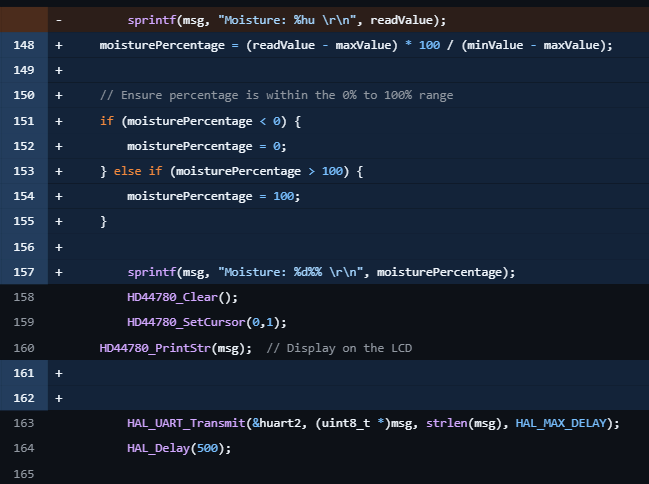 -         sprintf(msg, "Moisture: %hu \r\n", readValue);
148 +     moisturePercentage = (readValue - maxValue) * 100 / (minValue - maxValue);
149 +
150 +     // Ensure percentage is within the 0% to 100% range
151 +     if (moisturePercentage < 0) {
152 +         moisturePercentage = 0;
153 +     } else if (moisturePercentage > 100) {
154 +         moisturePercentage = 100;
155 +     }
156 +
157 +         sprintf(msg, "Moisture: %d%% \r\n", moisturePercentage);
158           HD44780_Clear();
159           HD44780_SetCursor(0,1);
160       HD44780_PrintStr(msg);  // Display on the LCD
161 +
162 +
163           HAL_UART_Transmit(&huart2, (uint8_t *)msg, strlen(msg), HAL_MAX_DELAY);
164           HAL_Delay(500);
165